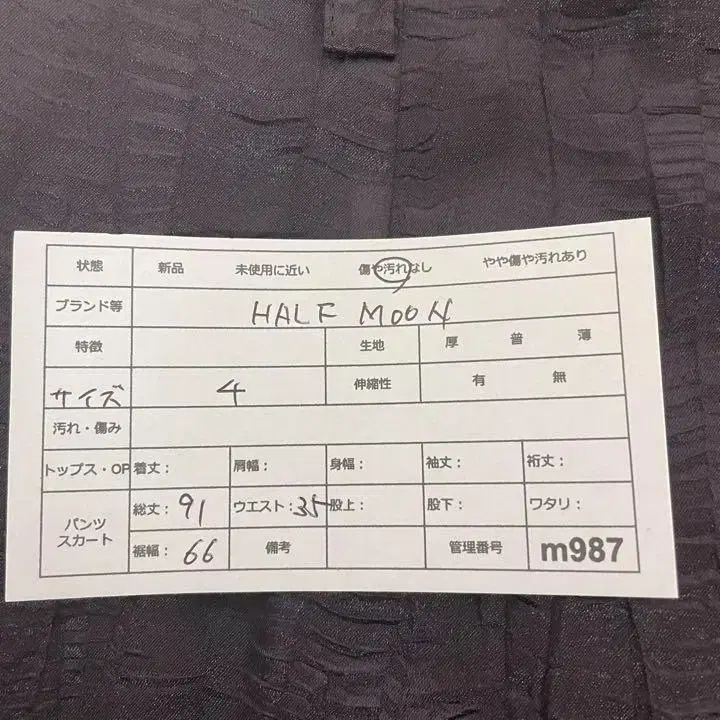 状態 新品 未使用に近い 傷や汚れなし やや傷や汚れあり
ブランド等 HALF MOON
特徴 生地 厚 普 薄
サイズ 4 伸縮性 有 無
汚れ・傷み
トップス・OP 着丈： 肩幅： 身幅： 袖丈： 裄丈：
パンツ スカート 総丈：91 ウエスト：35 股上： 股下： ワタリ：
裾幅：66 備考 管理番号 m987